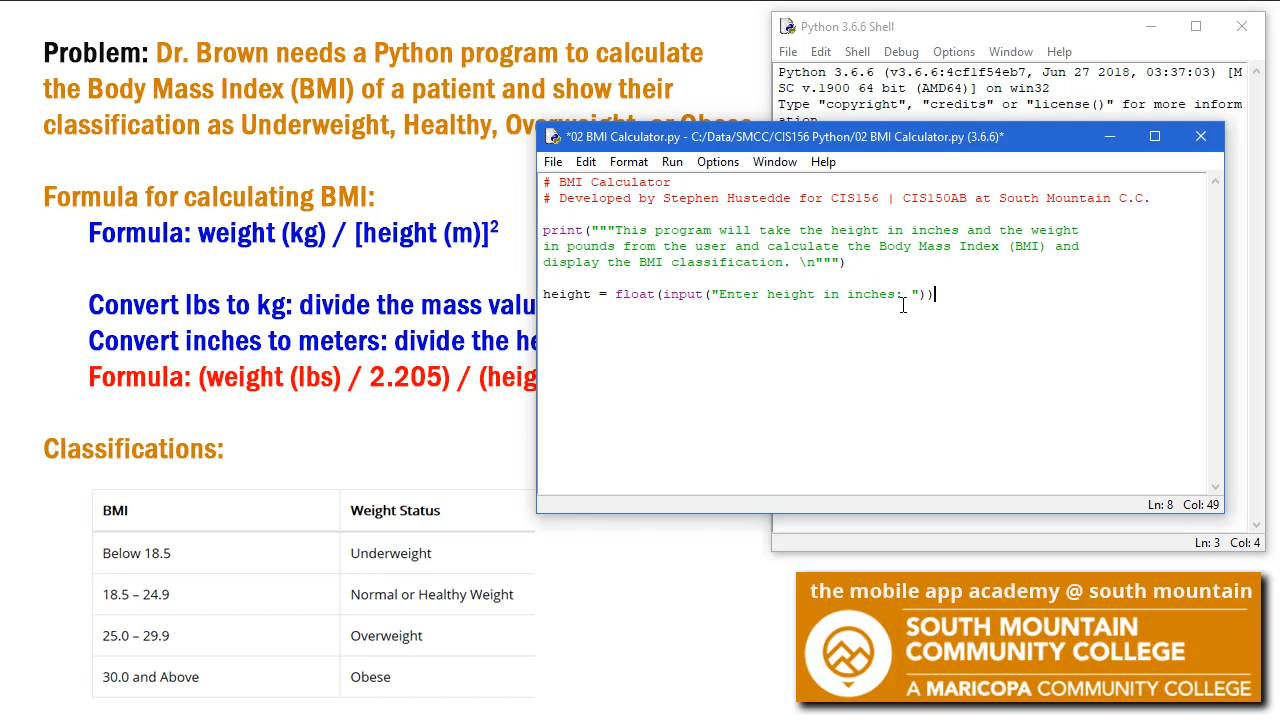 Problem: Dr. Brown needs a Python program to calculate
the Body Mass Index (BMI) of a patient and show their
classification as Underweight, Healthy, Overweight, or Obese
Formula for calculating BMI:
Formula: weight (kg) / [height (m)]²
Convert lbs to kg: divide the mass valu
Convert inches to meters: divide the he
Formula: (weight (lbs) / 2.205) / (heig
Classifications:
BMI Weight Status
Below 18.5 Underweight
18.5 – 24.9 Normal or Healthy Weight
25.0 – 29.9 Overweight
30.0 and Above Obese
Python 3.6.6 Shell
File Edit Shell Debug Options Window Help
Python 3.6.6 (v3.6.6:4cf1f54eb7, Jun 27 2018, 03:37:03) [M
SC v.1900 64 bit (AMD64)] on win32
Type "copyright", "credits" or "license()" for more inform
ation.
*02 BMI Calculator.py - C:/Data/SMCC/CIS156 Python/02 BMI Calculator.py (3.6.6)*
File Edit Format Run Options Window Help
# BMI Calculator
# Developed by Stephen Hustedde for CIS156 | CIS150AB at South Mountain C.C.
print("""This program will take the height in inches and the weight
in pounds from the user and calculate the Body Mass Index (BMI) and
display the BMI classification. \n""")
height = float(input("Enter height in inches: "))
Ln: 8 Col: 49
Ln: 3 Col: 4
the mobile app academy @ south mountain
SOUTH MOUNTAIN
COMMUNITY COLLEGE
A MARICOPA COMMUNITY COLLEGE